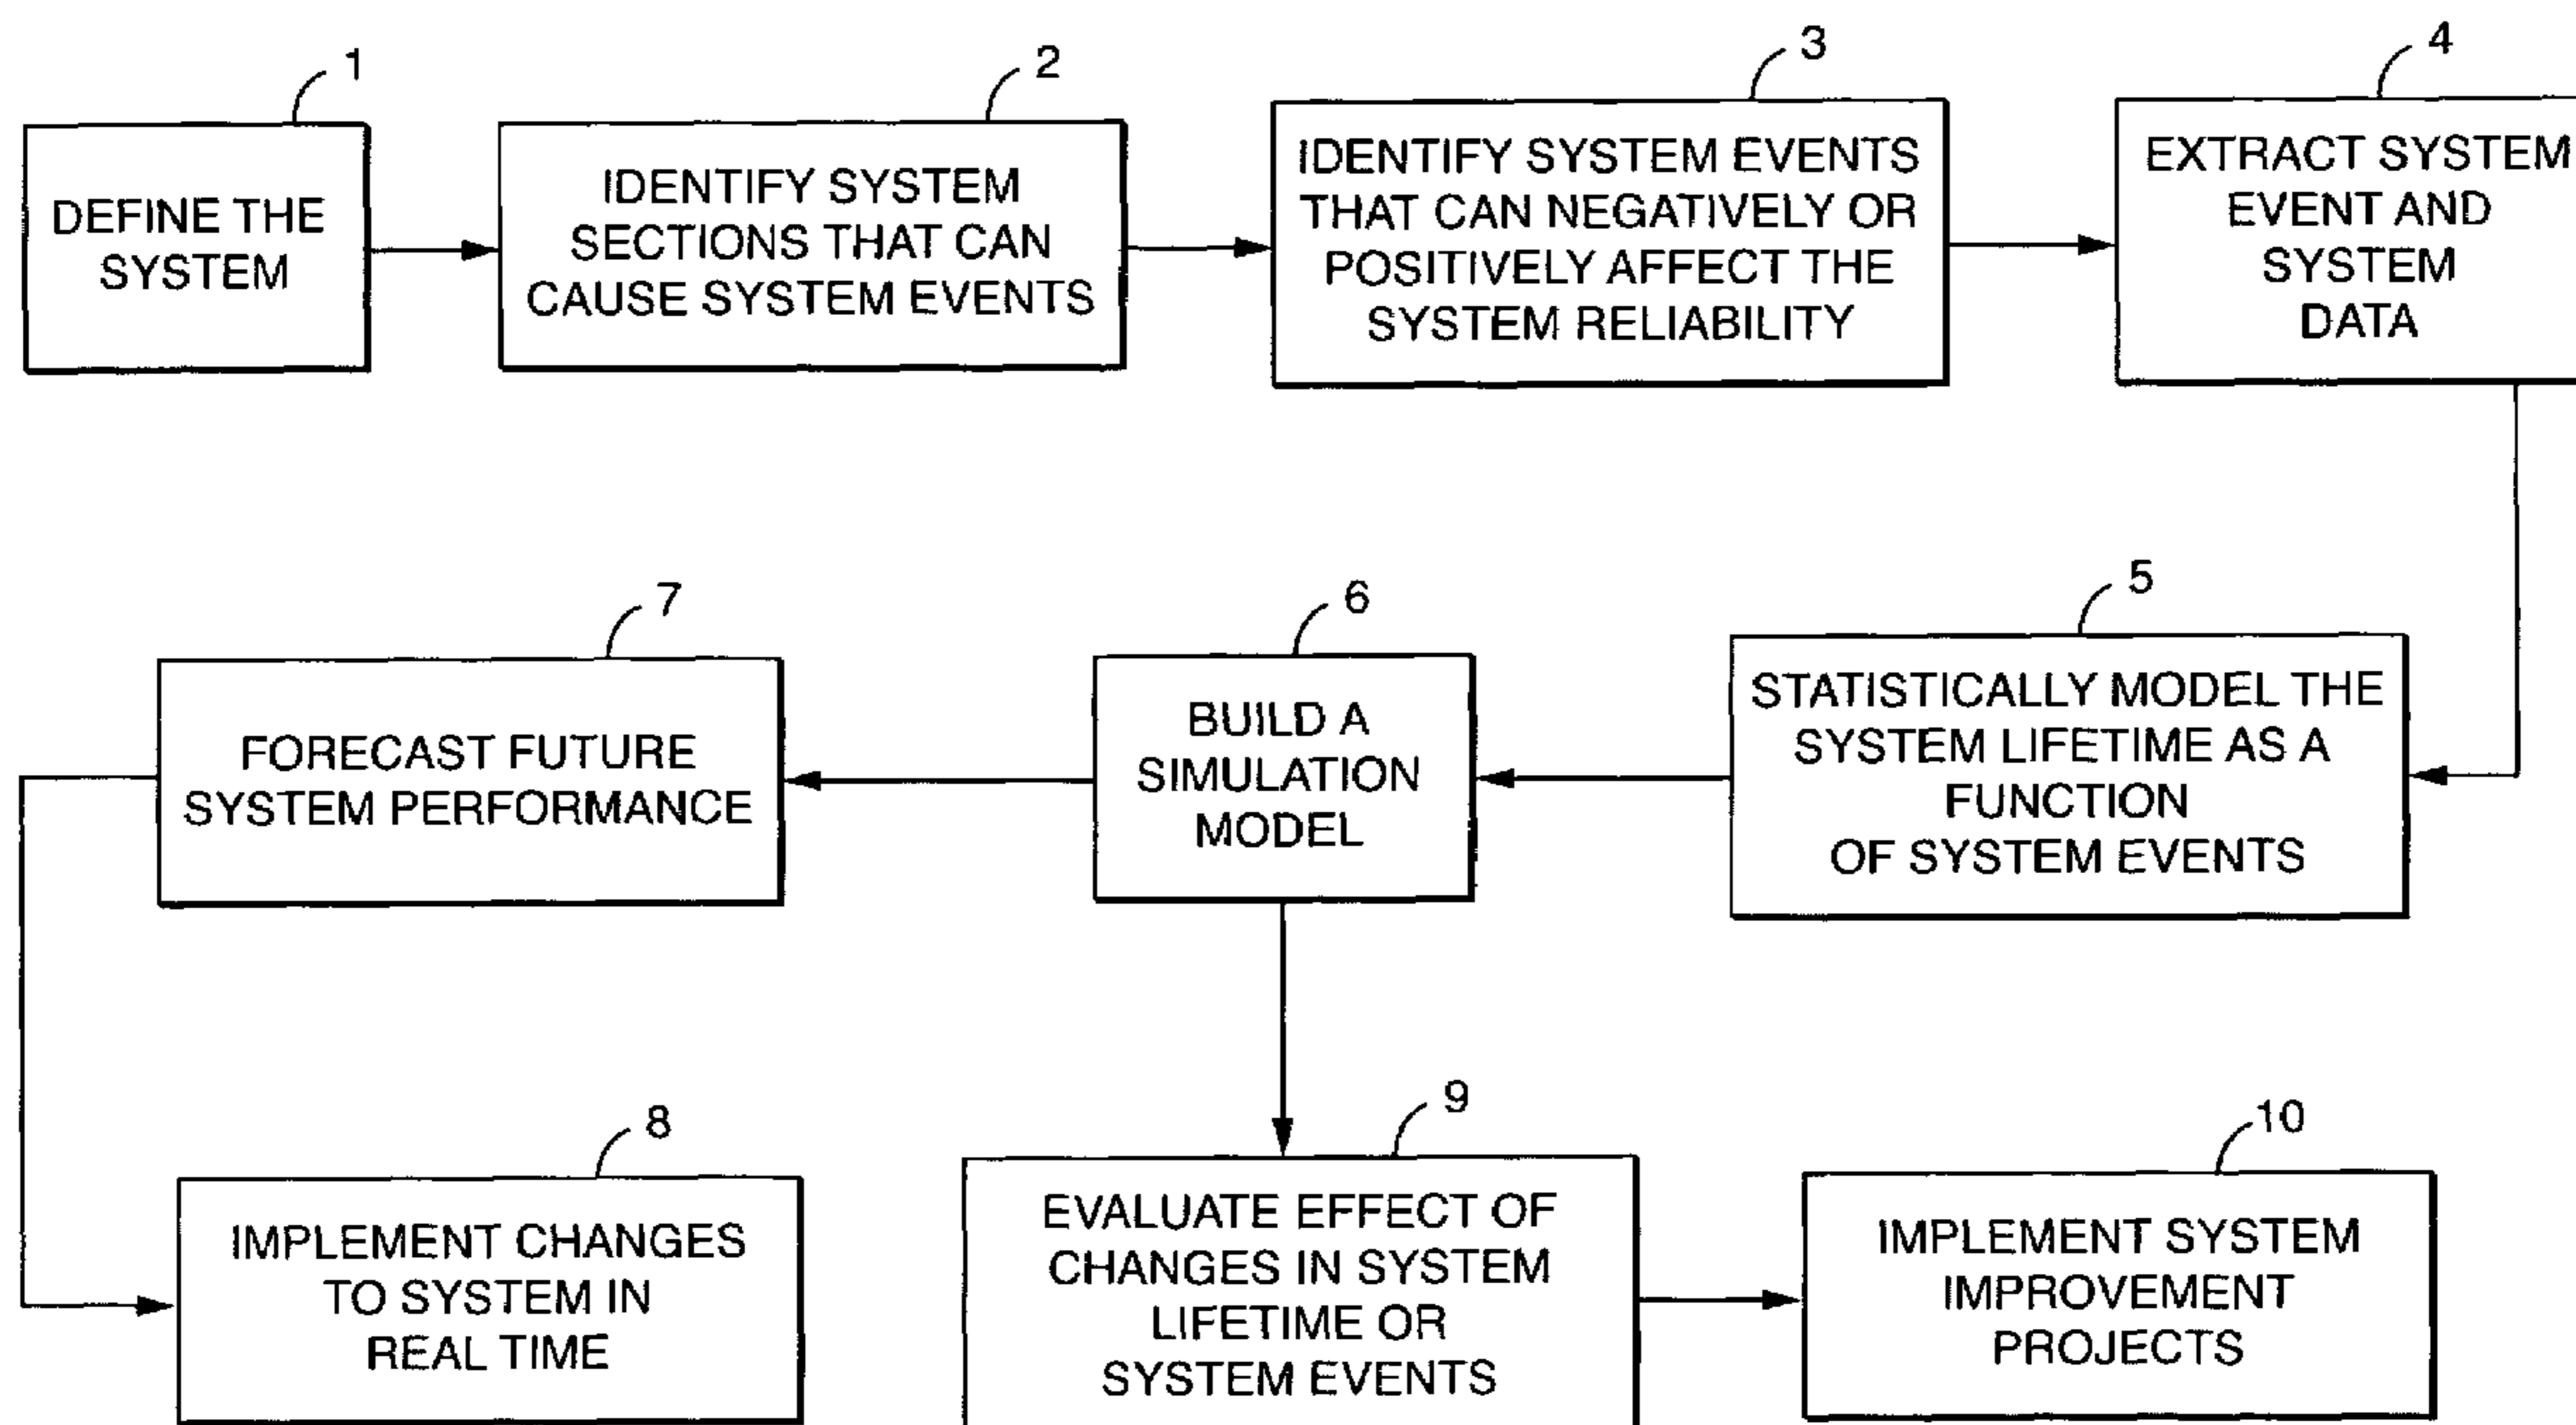 1
DEFINE THE
SYSTEM
2
IDENTIFY SYSTEM
SECTIONS THAT CAN
CAUSE SYSTEM EVENTS
3
IDENTIFY SYSTEM EVENTS
THAT CAN NEGATIVELY OR
POSITIVELY AFFECT THE
SYSTEM RELIABILITY
4
EXTRACT SYSTEM
EVENT AND
SYSTEM
DATA
5
STATISTICALLY MODEL THE
SYSTEM LIFETIME AS A
FUNCTION
OF SYSTEM EVENTS
6
BUILD A
SIMULATION
MODEL
7
FORECAST FUTURE
SYSTEM PERFORMANCE
8
IMPLEMENT CHANGES
TO SYSTEM IN
REAL TIME
9
EVALUATE EFFECT OF
CHANGES IN SYSTEM
LIFETIME OR
SYSTEM EVENTS
10
IMPLEMENT SYSTEM
IMPROVEMENT
PROJECTS